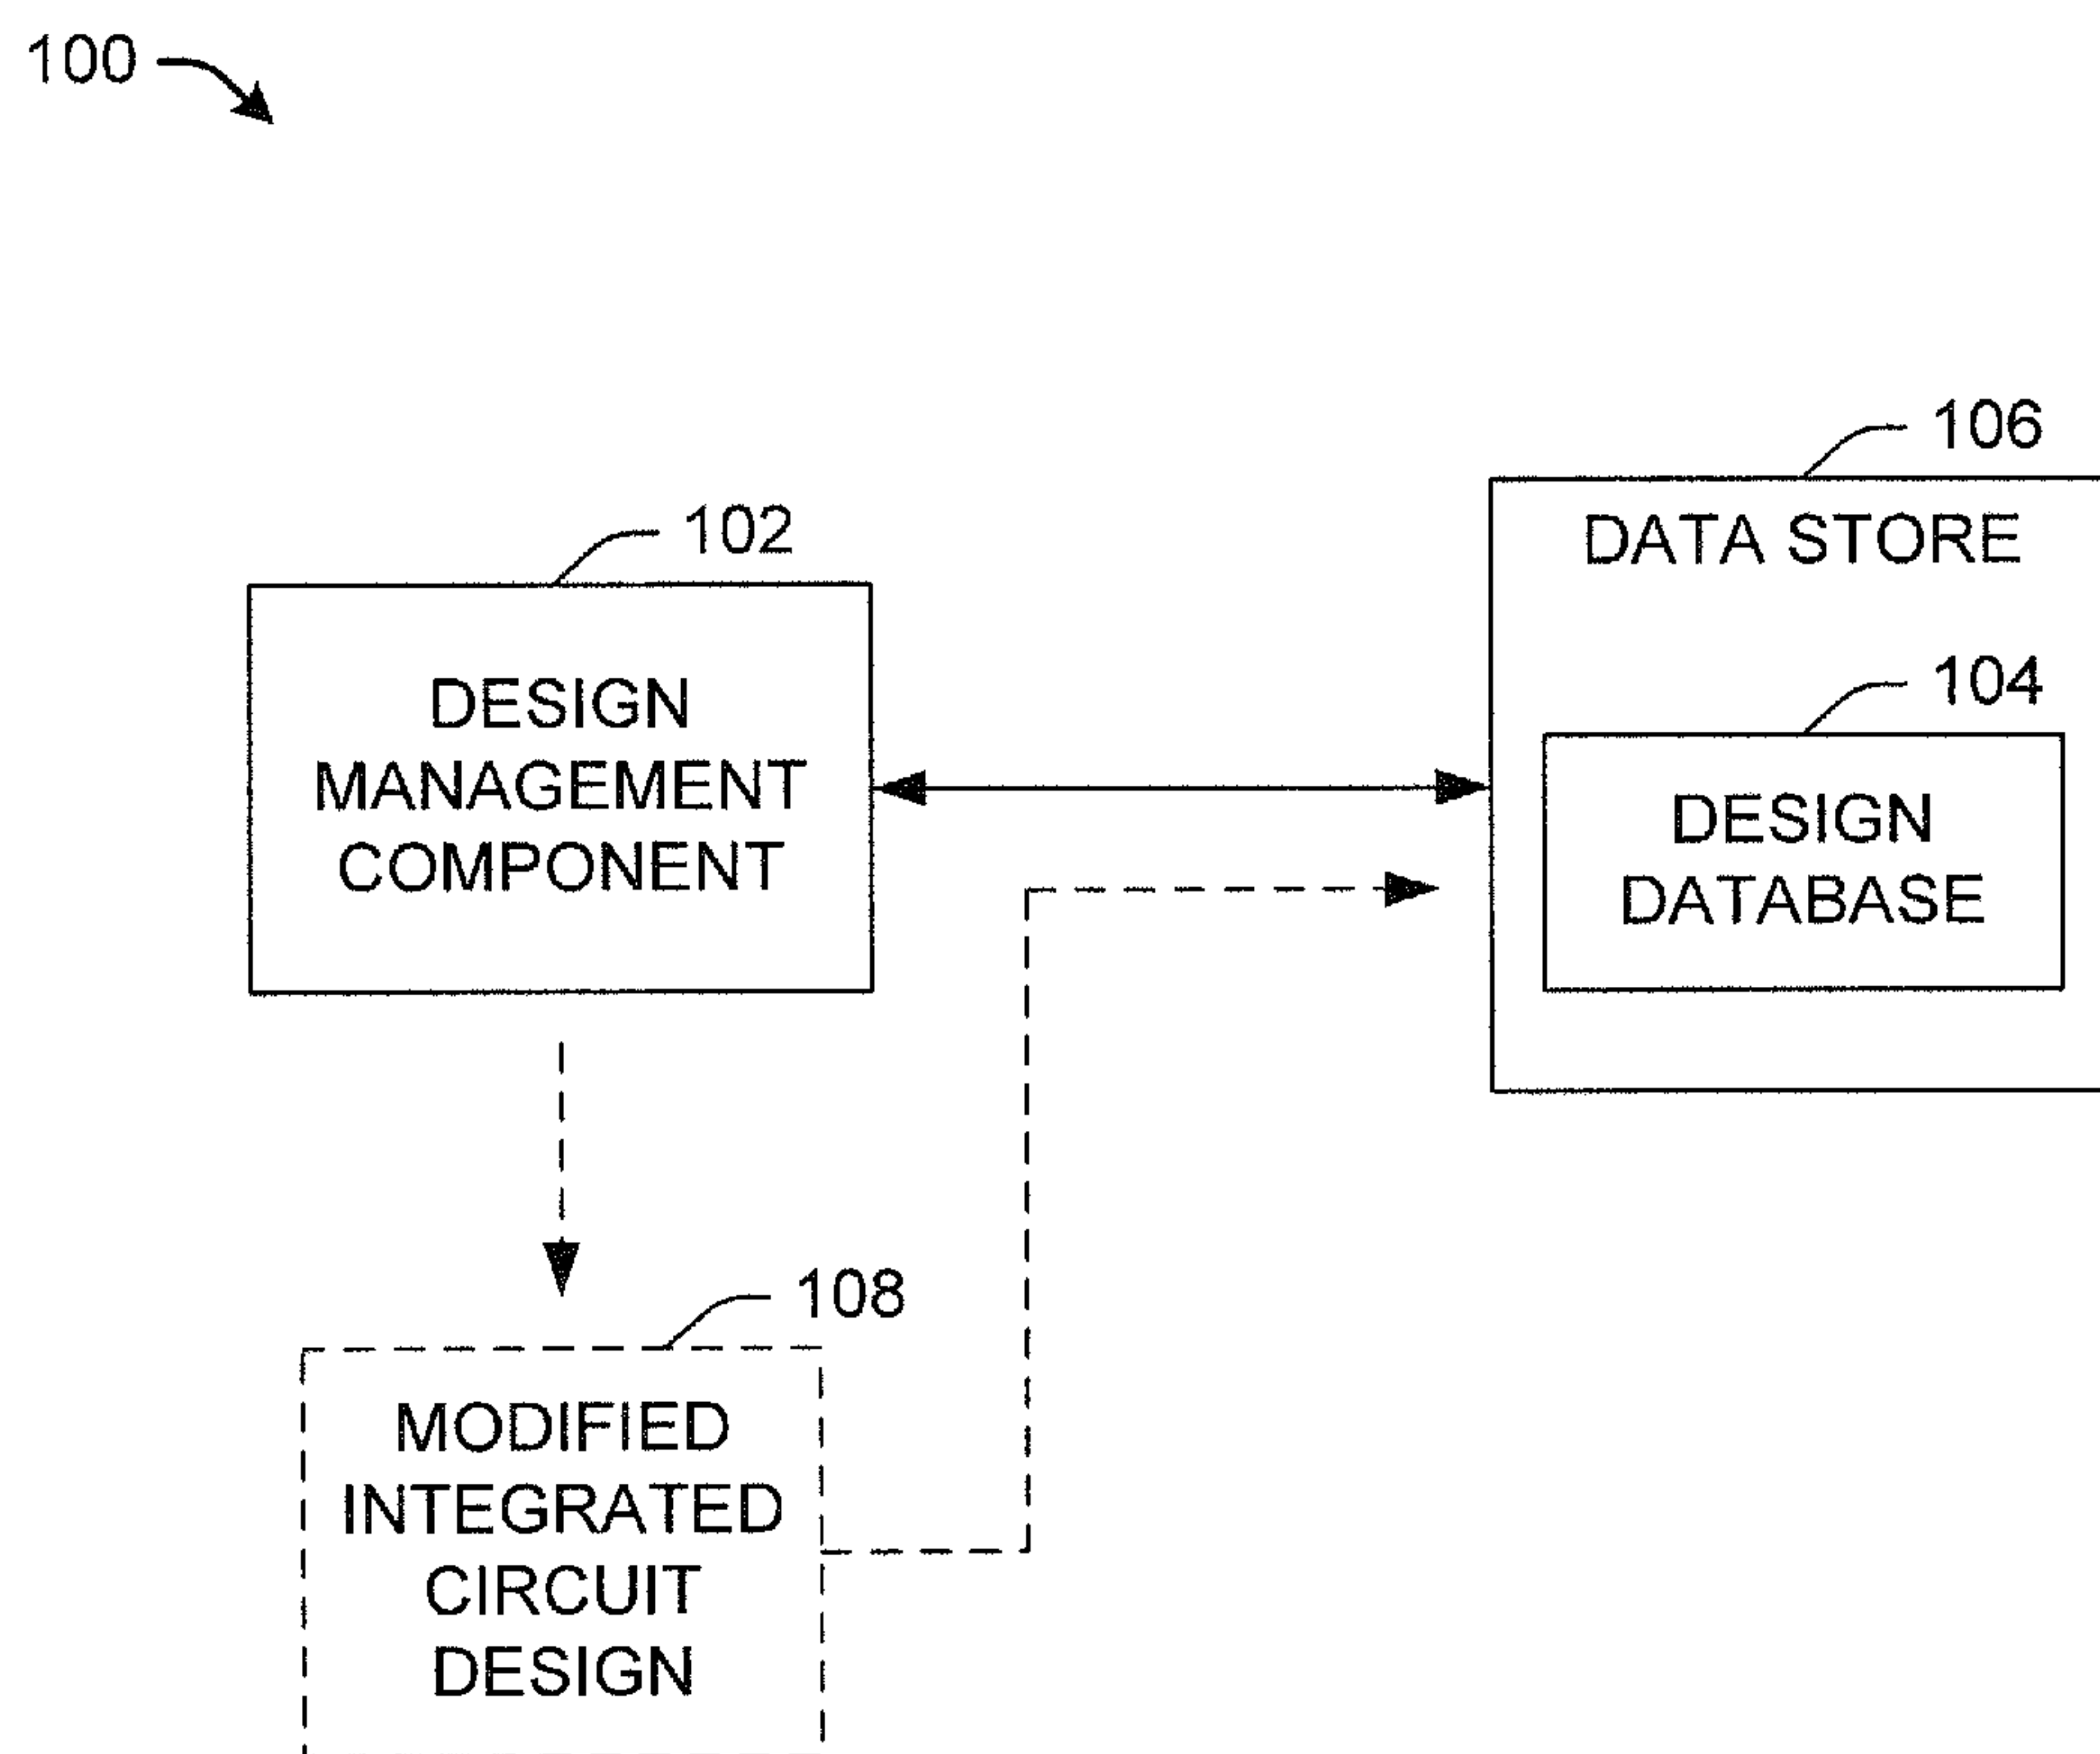 100
106
DATA STORE
102
DESIGN
MANAGEMENT
COMPONENT
104
DESIGN
DATABASE
108
MODIFIED
INTEGRATED
CIRCUIT
DESIGN